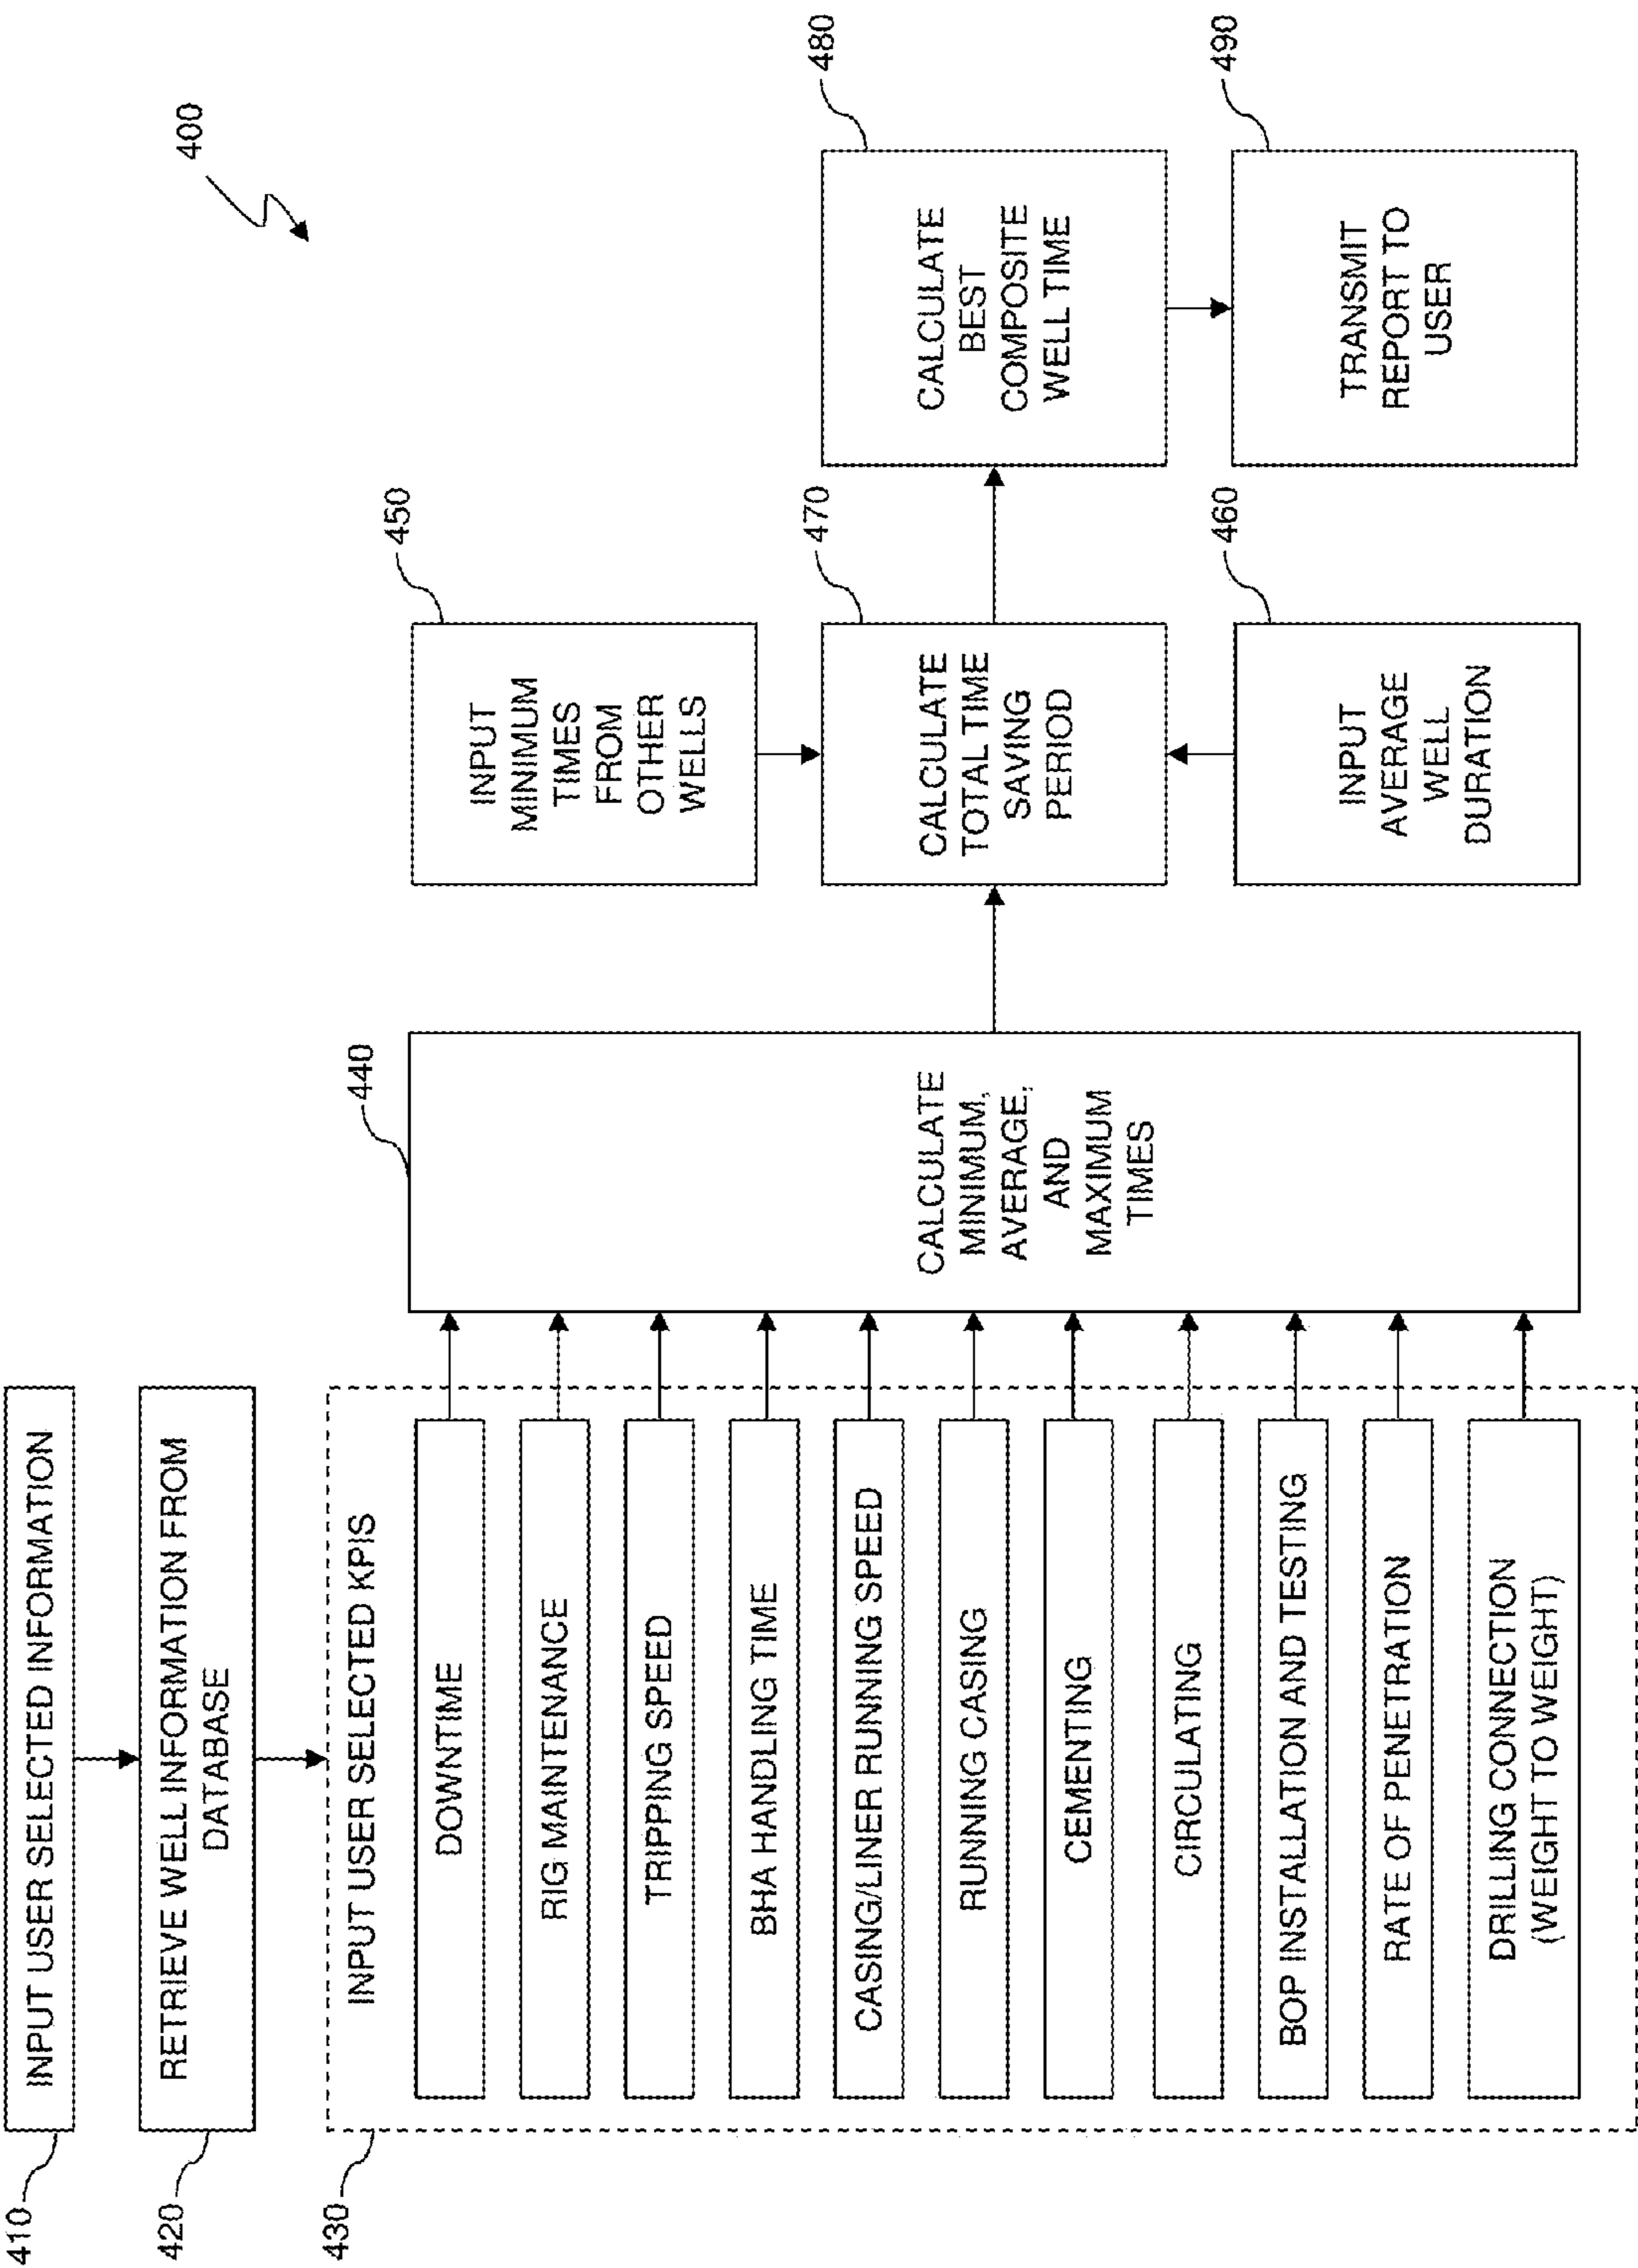 400
410
INPUT USER SELECTED INFORMATION
420
RETRIEVE WELL INFORMATION FROM
DATABASE
430
INPUT USER SELECTED KPIS
DOWNTIME
RIG MAINTENANCE
TRIPPING SPEED
BHA HANDLING TIME
CASING/LINER RUNNING SPEED
RUNNING CASING
CEMENTING
CIRCULATING
BOP INSTALLATION AND TESTING
RATE OF PENETRATION
DRILLING CONNECTION
(WEIGHT TO WEIGHT)
440
CALCULATE
MINIMUM,
AVERAGE,
AND
MAXIMUM
TIMES
450
INPUT
MINIMUM
TIMES
FROM
OTHER
WELLS
470
CALCULATE
TOTAL TIME
SAVING
PERIOD
460
INPUT
AVERAGE
WELL
DURATION
480
CALCULATE
BEST
COMPOSITE
WELL TIME
490
TRANSMIT
REPORT TO
USER